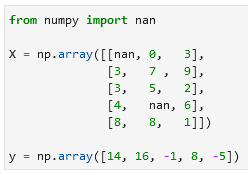 from numpy import nan
X = np.array([[nan, 0,   3],
              [3,   7 , 9],
              [3,   5,   2],
              [4,   nan, 6],
              [8,   8,   1]])
y = np.array([14, 16, -1, 8, -5])